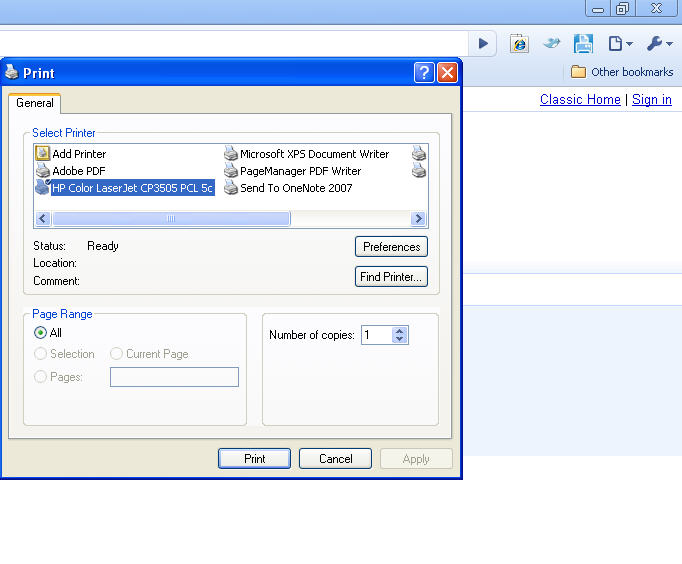 Other bookmarks
Classic Home | Sign in
Print
General
Select Printer
Add Printer
Adobe PDF
HP Color LaserJet CP3505 PCL 5c
Microsoft XPS Document Writer
PageManager PDF Writer
Send To OneNote 2007
Status: Ready
Location:
Comment:
Preferences
Find Printer...
Page Range
All
Selection
Current Page
Pages:
Number of copies: 1
Print
Cancel
Apply